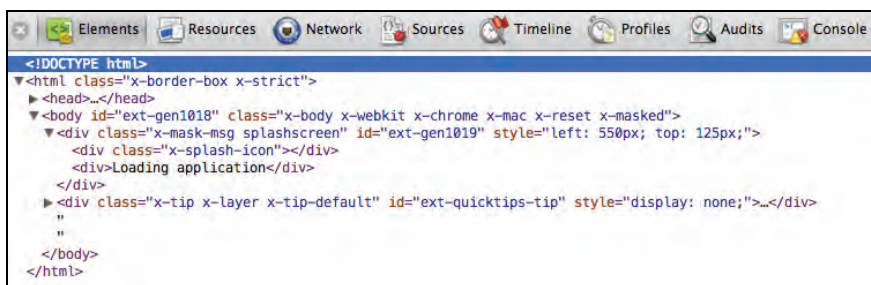 Elements Resources Network Sources Timeline Profiles Audits Console
<!DOCTYPE html>
▼<html class="x-border-box x-strict">
▶<head>…</head>
▼<body id="ext-gen1018" class="x-body x-webkit x-chrome x-mac x-reset x-masked">
▼<div class="x-mask-msg splashscreen" id="ext-gen1019" style="left: 550px; top: 125px;">
<div class="x-splash-icon"></div>
<div>Loading application</div>
</div>
▶<div class="x-tip x-layer x-tip-default" id="ext-quicktips-tip" style="display: none;">…</div>
"
"
</body>
</html>